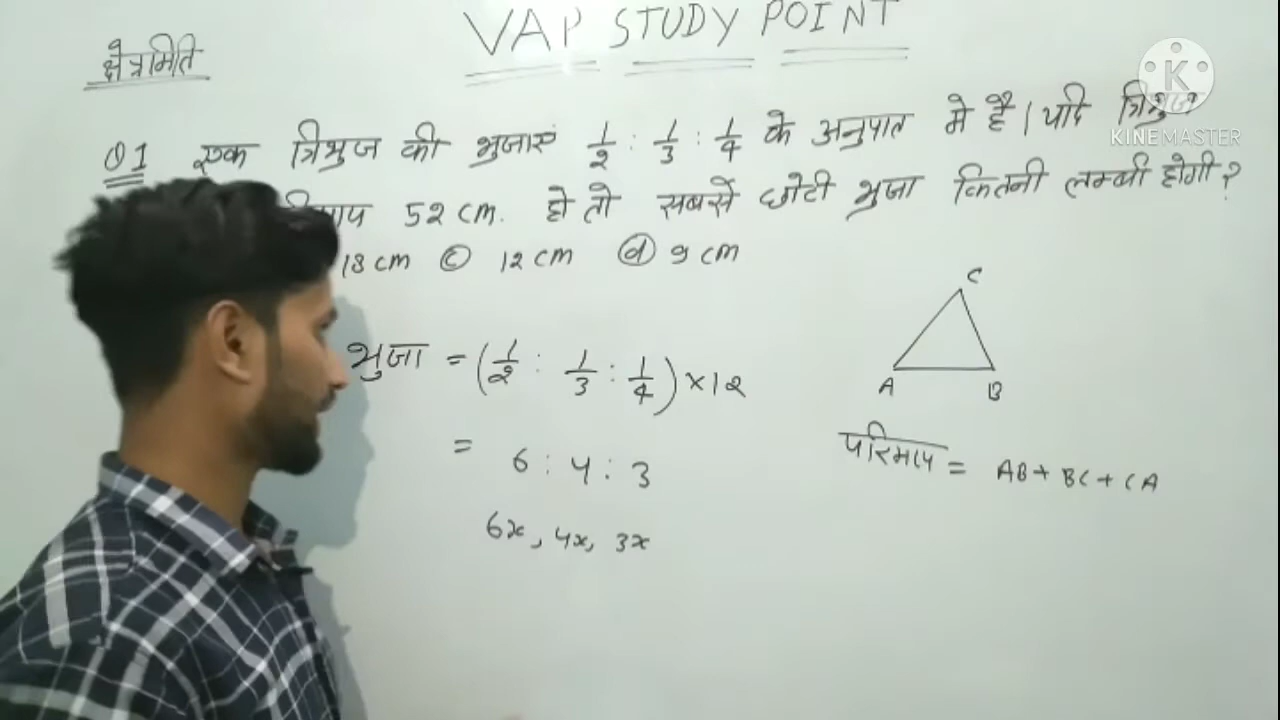 VAP STUDY POINT
क्षेत्रमिति
K
KINEMASTER
Q1 एक त्रिभुज की भुजाएं 1/2 : 1/3 : 1/4 के अनुपात मे है। यदि त्रिभुज
52 cm. हो तो सबसे छोटी भुजा कितनी लम्बी होगी?
18 cm ⓒ 12 cm ⓓ 9 cm
भुजा = (1/2 : 1/3 : 1/4) × 12
= 6 : 4 : 3
6x, 4x, 3x
C
A B
परिमाप = AB + BC + CA